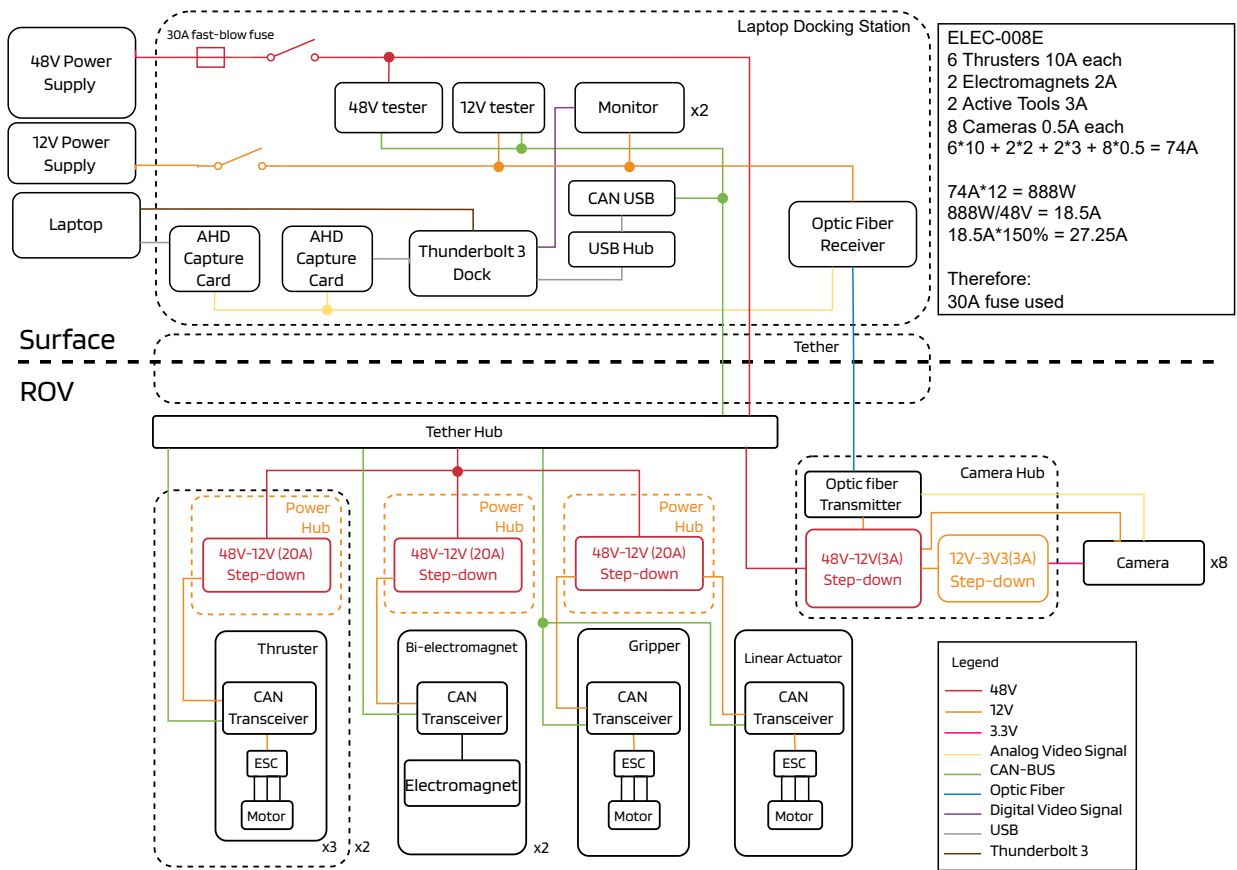 Laptop Docking Station
30A fast-blow fuse
48V Power
Supply
48V tester
12V tester
Monitor
x2
12V Power
Supply
Laptop
AHD
Capture
Card
AHD
Capture
Card
Thunderbolt 3
Dock
CAN USB
USB Hub
Optic Fiber
Receiver
ELEC-008E
6 Thrusters 10A each
2 Electromagnets 2A
2 Active Tools 3A
8 Cameras 0.5A each
6*10 + 2*2 + 2*3 + 8*0.5 = 74A
74A*12 = 888W
888W/48V = 18.5A
18.5A*150% = 27.25A
Therefore:
30A fuse used
Surface
Tether
ROV
Tether Hub
Power
Hub
48V-12V (20A)
Step-down
Power
Hub
48V-12V (20A)
Step-down
Power
Hub
48V-12V (20A)
Step-down
Camera Hub
Optic fiber
Transmitter
48V-12V(3A)
Step-down
12V-3V3(3A)
Step-down
Camera
x8
Thruster
CAN
Transceiver
ESC
Motor
x3
x2
Bi-electromagnet
CAN
Transceiver
Electromagnet
x2
Gripper
CAN
Transceiver
ESC
Motor
Linear Actuator
CAN
Transceiver
ESC
Motor
Legend
48V
12V
3.3V
Analog Video Signal
CAN-BUS
Optic Fiber
Digital Video Signal
USB
Thunderbolt 3